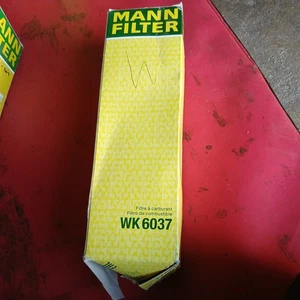 MANN
FILTER
W
Filtre à carburant
Filtro de combustible
WK 6037